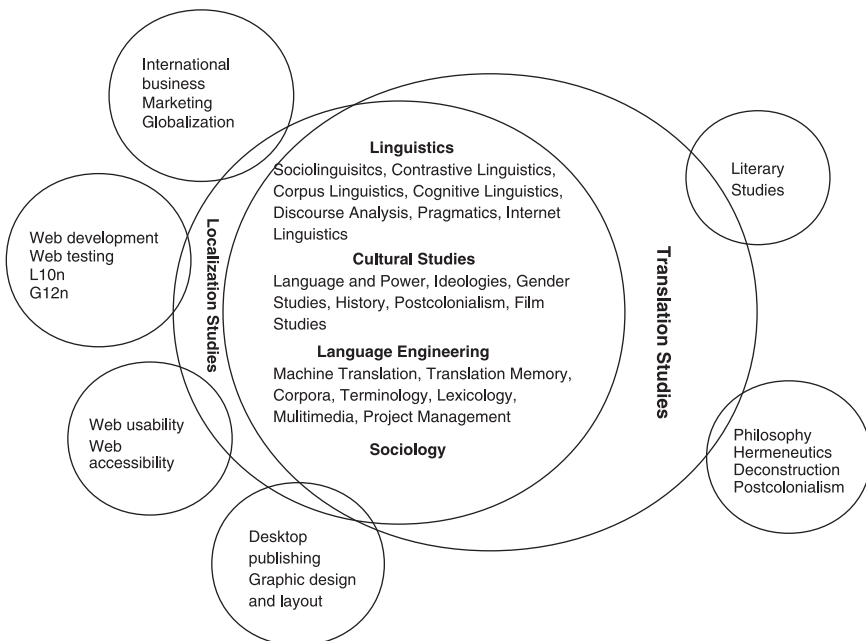 International
business
Marketing
Globalization
Linguistics
Sociolinguisitcs, Contrastive Linguistics,
Corpus Linguistics, Cognitive Linguistics,
Discourse Analysis, Pragmatics, Internet
Linguistics
Cultural Studies
Language and Power, Ideologies, Gender
Studies, History, Postcolonialism, Film
Studies
Language Engineering
Machine Translation, Translation Memory,
Corpora, Terminology, Lexicology,
Mulitimedia, Project Management
Sociology
Localization Studies
Translation Studies
Literary
Studies
Web development
Web testing
L10n
G12n
Web usability
Web
accessibility
Desktop
publishing
Graphic design
and layout
Philosophy
Hermeneutics
Deconstruction
Postcolonialism